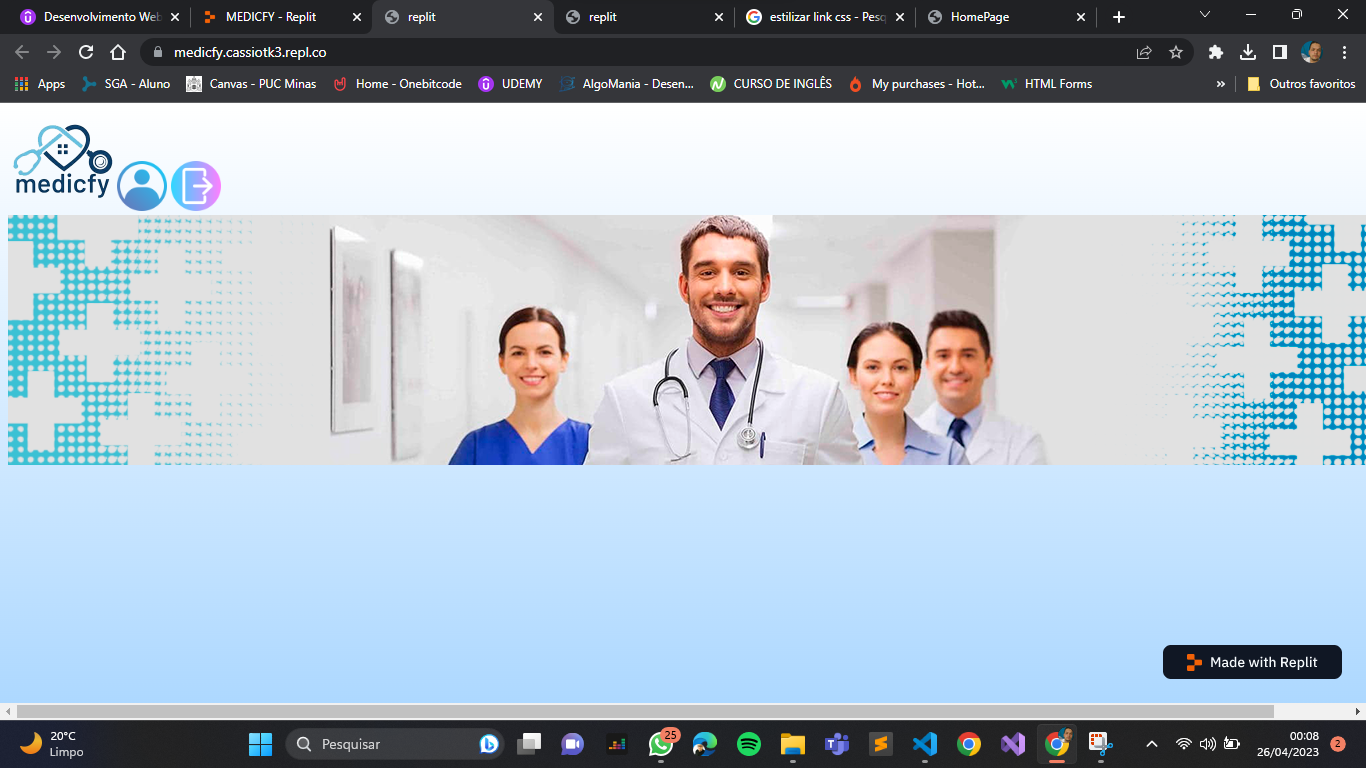 Desenvolvimento Web
MEDICFY - Replit
replit
replit
estilizar link css - Pesq
HomePage
medicfy.cassiotk3.repl.co
Apps
SGA - Aluno
Canvas - PUC Minas
Home - Onebitcode
UDEMY
AlgoMania - Desen...
CURSO DE INGLÊS
My purchases - Hot...
HTML Forms
»
Outros favoritos
medicfy
Made with Replit
20°C
Limpo
Pesquisar
25
00:08
26/04/2023
2